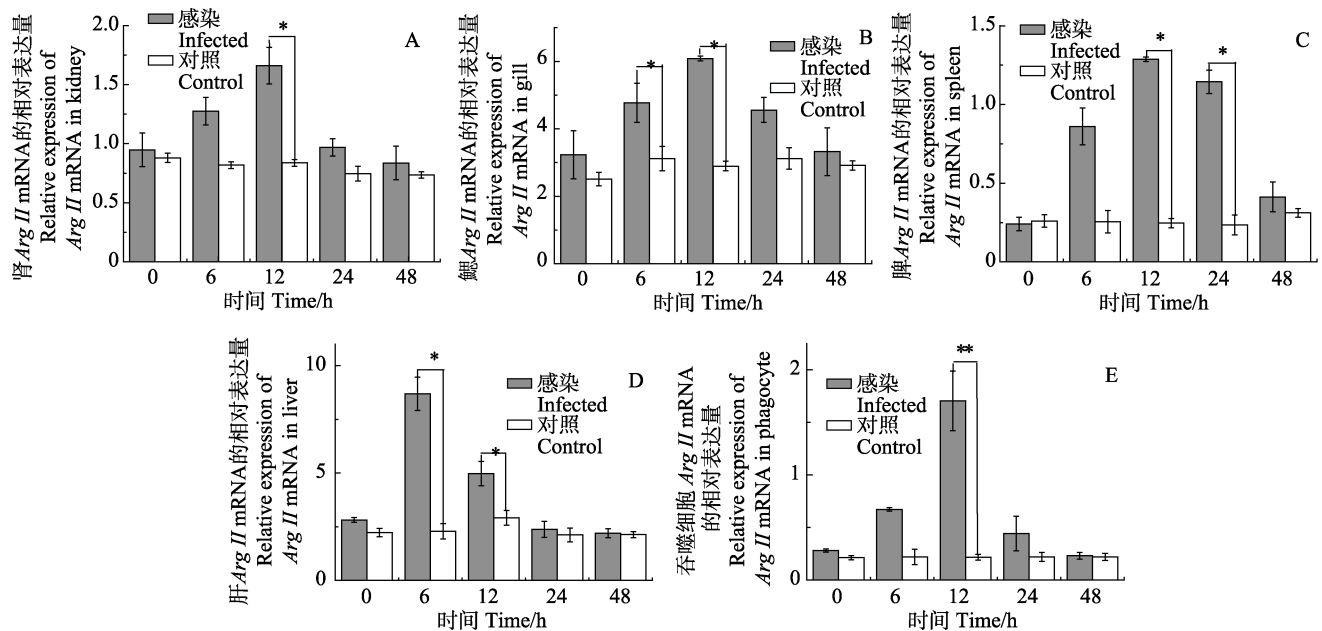 肾Arg II mRNA的相对表达量
Relative expression of
Arg II mRNA in kidney
2.0
1.5
1.0
0.5
0
感染
Infected
对照
Control
*
A
0 6 12 24 48
时间 Time/h
鳃Arg II mRNA的相对表达量
Relative expression of
Arg II mRNA in gill
6
4
2
0
感染
Infected
对照
Control
*
*
B
0 6 12 24 48
时间 Time/h
脾Arg II mRNA的相对表达量
Relative expression of
Arg II mRNA in spleen
1.5
1.0
0.5
0
感染
Infected
对照
Control
* *
C
0 6 12 24 48
时间 Time/h
肝Arg II mRNA的相对表达量
Relative expression of
Arg II mRNA in liver
10
5
0
感染
Infected
对照
Control
*
*
D
0 6 12 24 48
时间 Time/h
吞噬细胞 Arg II mRNA
的相对表达量
Relative expression of
Arg II mRNA in phagocyte
2
1
0
感染
Infected
对照
Control
**
E
0 6 12 24 48
时间 Time/h